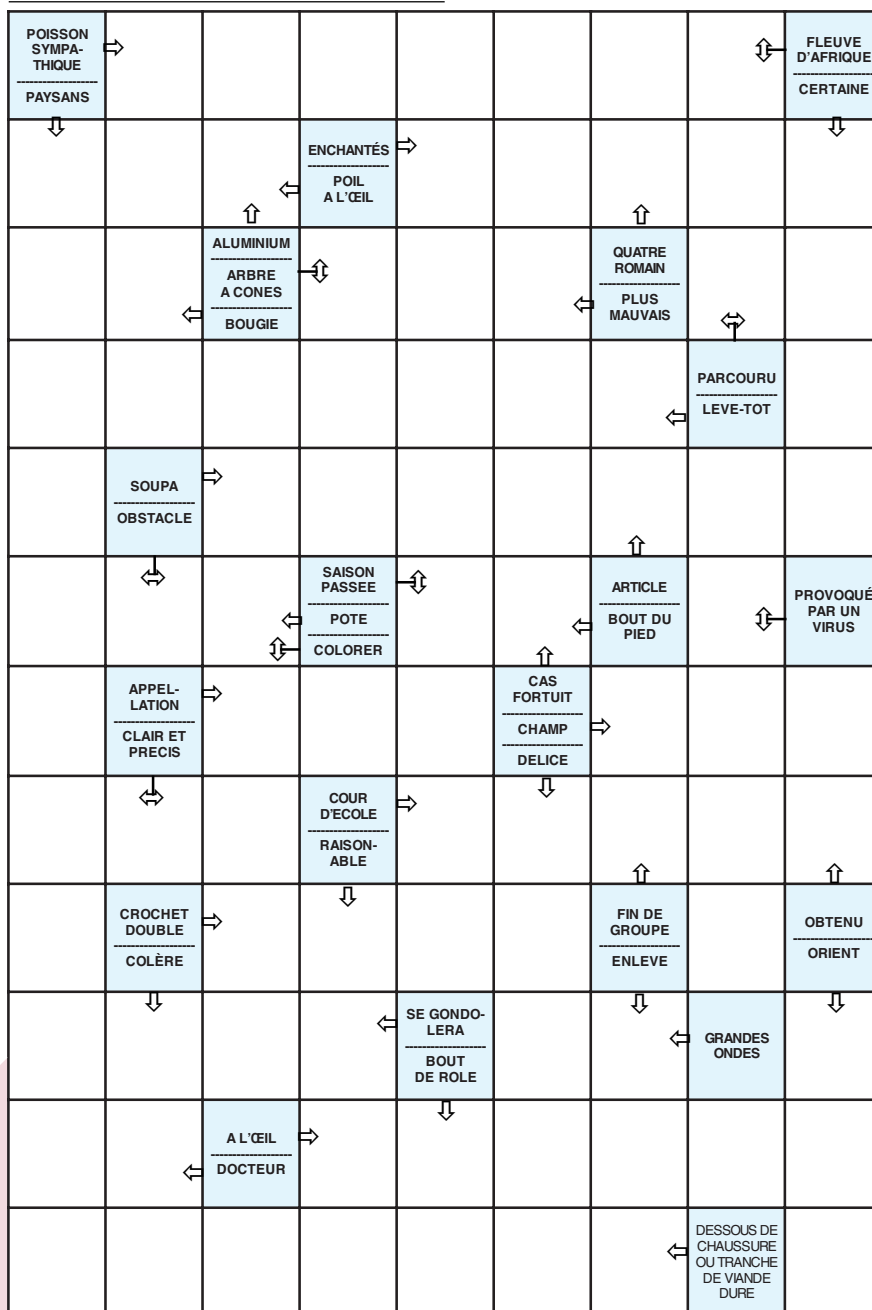 POISSON
SYMPA-
THIQUE
PAYSANS
FLEUVE
D'AFRIQUE
CERTAINE
ENCHANTÉS
POIL
A L'ŒIL
ALUMINIUM
ARBRE
A CONES
BOUGIE
QUATRE
ROMAIN
PLUS
MAUVAIS
PARCOURU
LEVE-TOT
SOUPA
OBSTACLE
SAISON
PASSEE
POTE
COLORER
ARTICLE
BOUT DU
PIED
PROVOQUÉ
PAR UN
VIRUS
APPEL-
LATION
CLAIR ET
PRECIS
CAS
FORTUIT
CHAMP
DELICE
COUR
D'ECOLE
RAISON-
ABLE
CROCHET
DOUBLE
COLÈRE
FIN DE
GROUPE
ENLEVE
OBTENU
ORIENT
SE GONDO-
LERA
BOUT
DE ROLE
GRANDES
ONDES
A L'ŒIL
DOCTEUR
DESSOUS DE
CHAUSSURE
OU TRANCHE
DE VIANDE
DURE